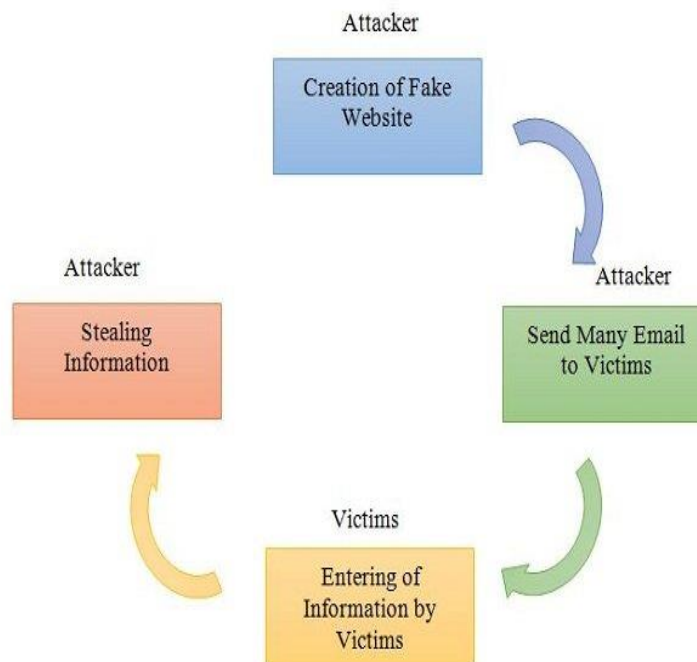 Attacker
Creation of Fake
Website
Attacker
Send Many Email
to Victims
Victims
Entering of
Information by
Victims
Attacker
Stealing
Information